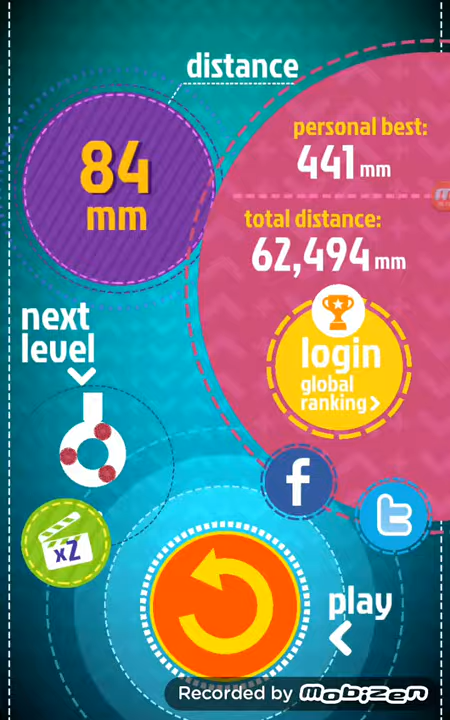 distance
84
mm
personal best:
441 mm
total distance:
62,494 mm
next
level
login
global
ranking
x2
play
Recorded by mobizen